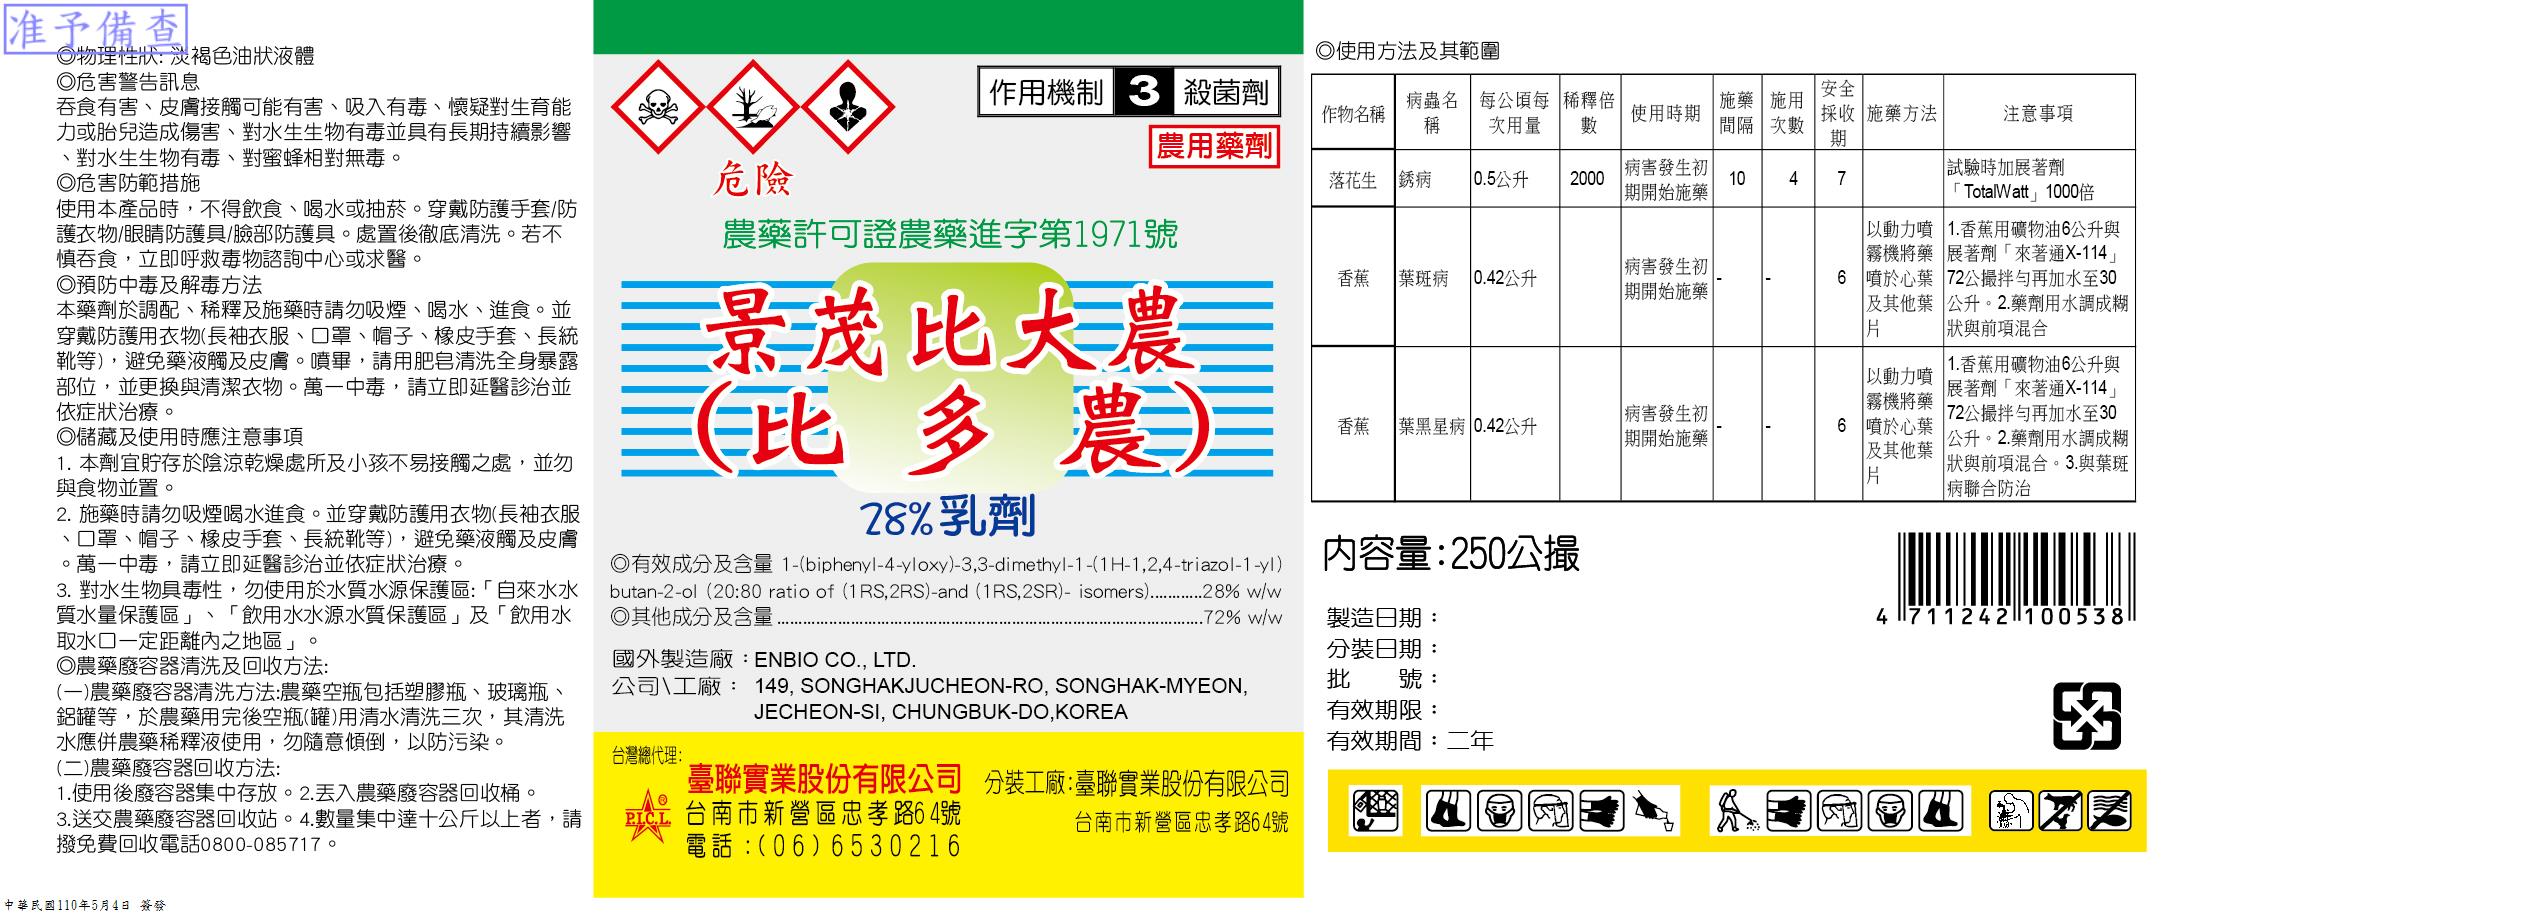 准予備查
◎物理性狀: 淡褐色油狀液體
◎危害警告訊息
吞食有害、皮膚接觸可能有害、吸入有毒、懷疑對生育能
力或胎兒造成傷害、對水生生物有毒並具有長期持續影響
、對水生生物有毒、對蜜蜂相對無毒。
◎危害防範措施
使用本產品時，不得飲食、喝水或抽菸。穿戴防護手套/防
護衣物/眼睛防護具/臉部防護具。處置後徹底清洗。若不
慎吞食，立即呼救毒物諮詢中心或求醫。
◎預防中毒及解毒方法
本藥劑於調配、稀釋及施藥時請勿吸煙、喝水、進食。並
穿戴防護用衣物(長袖衣服、口罩、帽子、橡皮手套、長統
靴等)，避免藥液觸及皮膚。噴畢，請用肥皂清洗全身暴露
部位，並更換與清潔衣物。萬一中毒，請立即延醫診治並
依症狀治療。
◎儲藏及使用時應注意事項
1. 本劑宜貯存於陰涼乾燥處所及小孩不易接觸之處，並勿
與食物並置。
2. 施藥時請勿吸煙喝水進食。並穿戴防護用衣物(長袖衣服
、口罩、帽子、橡皮手套、長統靴等)，避免藥液觸及皮膚
。萬一中毒，請立即延醫診治並依症狀治療。
3. 對水生物具毒性，勿使用於水質水源保護區:「自來水水
質水量保護區」、「飲用水水源水質保護區」及「飲用水
取水口一定距離內之地區」。
◎農藥廢容器清洗及回收方法:
(一)農藥廢容器清洗方法:農藥空瓶包括塑膠瓶、玻璃瓶、
鋁罐等，於農藥用完後空瓶(罐)用清水清洗三次，其清洗
水應併農藥稀釋液使用，勿隨意傾倒，以防污染。
(二)農藥廢容器回收方法:
1.使用後廢容器集中存放。2.丟入農藥廢容器回收桶。
3.送交農藥廢容器回收站。4.數量集中達十公斤以上者，請
撥免費回收電話0800-085717。
中華民國110年5月4日 簽發
作用機制 3 殺菌劑
農用藥劑
危險
農藥許可證農藥進字第1971號
景茂比大農
(比多農)
28%乳劑
◎有效成分及含量 1-(biphenyl-4-yloxy)-3,3-dimethyl-1-(1H-1,2,4-triazol-1-yl)
butan-2-ol (20:80 ratio of (1RS,2RS)-and (1RS,2SR)- isomers)...........28% w/w
◎其他成分及含量.......................................................................................72% w/w
國外製造廠：ENBIO CO., LTD.
公司\工廠： 149, SONGHAKJUCHEON-RO, SONGHAK-MYEON,
JECHEON-SI, CHUNGBUK-DO,KOREA
台灣總代理:
臺聯實業股份有限公司
台南市新營區忠孝路64號
電話:(06)6530216
P.I.C.L. ®
分裝工廠:臺聯實業股份有限公司
台南市新營區忠孝路64號
◎使用方法及其範圍
作物名稱 病蟲名稱 每公頃每次用量 稀釋倍數 使用時期 施藥間隔 施用次數 安全採收期 施藥方法 注意事項
落花生 銹病 0.5公升 2000 病害發生初期開始施藥 10 4 7 試驗時加展著劑「TotalWatt」1000倍
香蕉 葉斑病 0.42公升 病害發生初期開始施藥 - - 6 以動力噴霧機將藥噴於心葉及其他葉片 1.香蕉用礦物油6公升與展著劑「來著通X-114」72公撮拌勻再加水至30公升。2.藥劑用水調成糊狀與前項混合
香蕉 葉黑星病 0.42公升 病害發生初期開始施藥 - - 6 以動力噴霧機將藥噴於心葉及其他葉片 1.香蕉用礦物油6公升與展著劑「來著通X-114」72公撮拌勻再加水至30公升。2.藥劑用水調成糊狀與前項混合。3.與葉斑病聯合防治
內容量:250公撮
製造日期：
分裝日期：
批　　號：
有效期限：
有效期間：二年
4 711242 100538